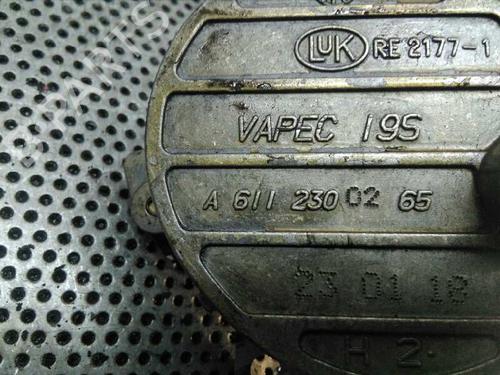 LUK RE 2177-1
VAPEC 19S
A 611 230 02 65
23 01 18
H 2